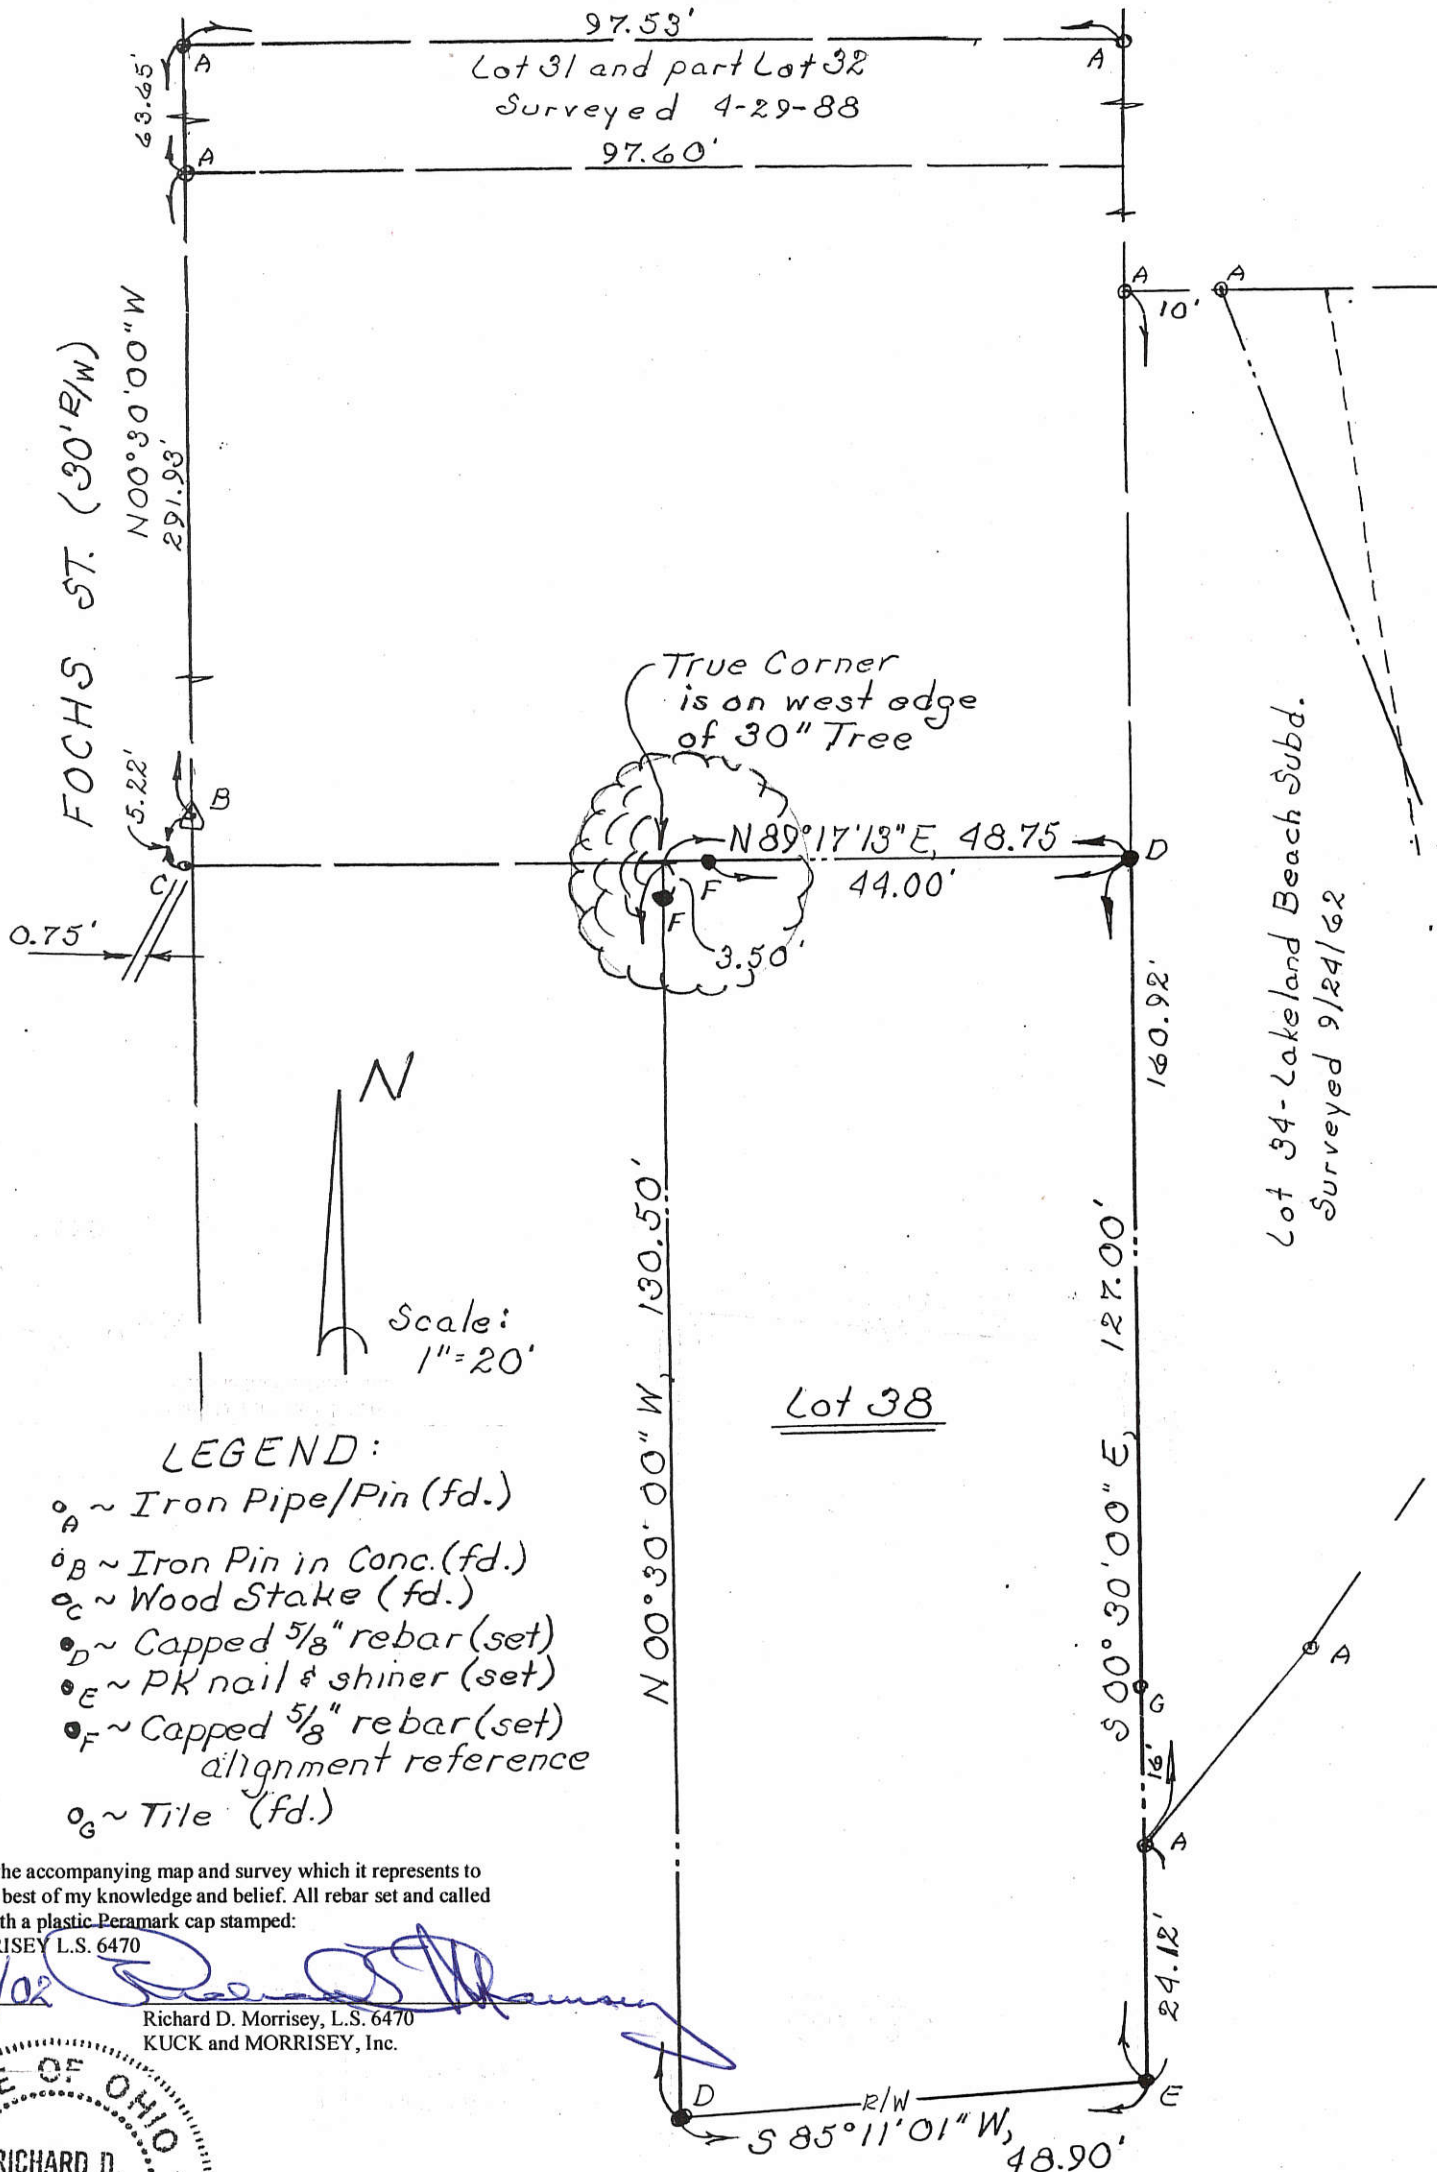 97.53'
A
A
Lot 31 and part Lot 32
Surveyed 4-29-88
63.65'
A
97.60'
A
A
10'
FOCHS ST. (30' R/W)
N00°30'00"W
291.93'
True Corner
is on west edge
of 30" Tree
5.22'
B
N 89°17'13" E, 48.75
D
C
F
44.00'
F
0.75'
3.50'
160.92'
Lot 34 - Lakeland Beach Subd.
Surveyed 9/24/62
N
Scale:
1"=20'
N 00°30'00" W, 130.50'
S 00°30'00" E, 127.00'
Lot 38
LEGEND:
A ~ Iron Pipe/Pin (fd.)
B ~ Iron Pin in Conc. (fd.)
C ~ Wood Stake (fd.)
D ~ Capped 5/8" rebar (set)
E ~ PK nail & shiner (set)
F ~ Capped 5/8" rebar (set)
alignment reference
G ~ Tile (fd.)
A
G
16'
A
24.12'
he accompanying map and survey which it represents to
best of my knowledge and belief. All rebar set and called
th a plastic Peramark cap stamped:
RISEY L.S. 6470
/02
Richard D. Morrisey, L.S. 6470
KUCK and MORRISEY, Inc.
D
R/W
E
S 85°11'01" W,
48.90'
E OF OHIO
RICHARD D.